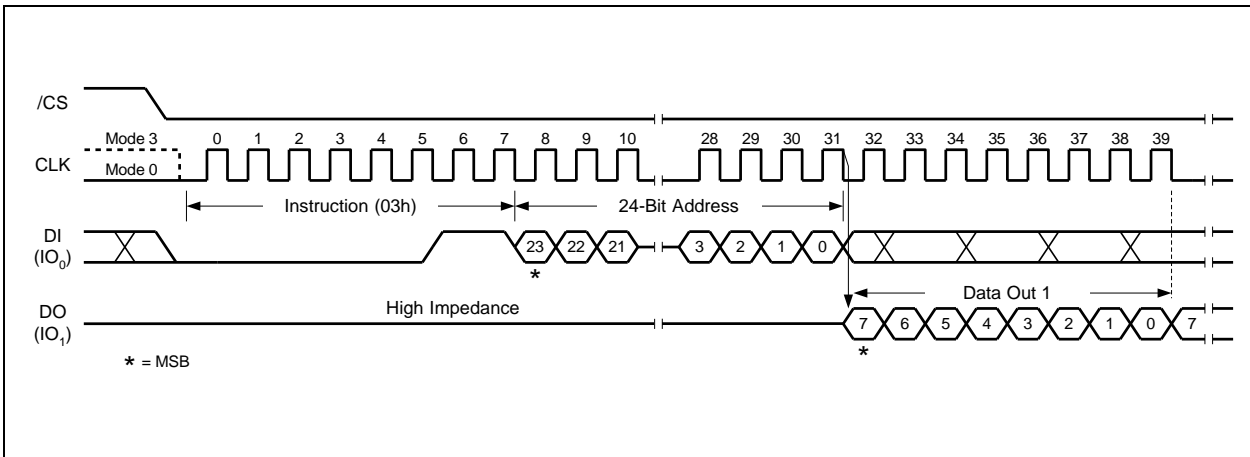 /CS
Mode 3 0 1 2 3 4 5 6 7 8 9 10 28 29 30 31 32 33 34 35 36 37 38 39
CLK
Mode 0
Instruction (03h) 24-Bit Address
DI
(IO0)
23 22 21 3 2 1 0
*
Data Out 1
High Impedance
DO
(IO1)
7 6 5 4 3 2 1 0 7
*
* = MSB